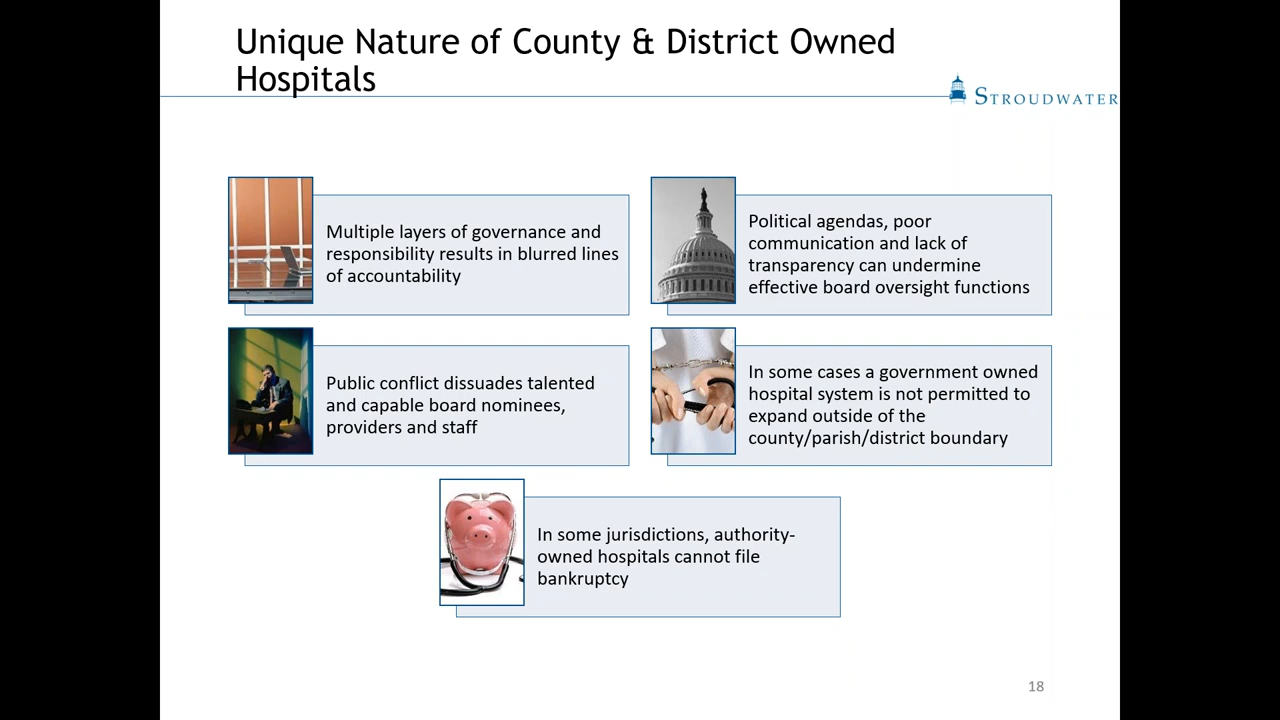 Unique Nature of County & District Owned
Hospitals
STROUDWATER
Multiple layers of governance and
responsibility results in blurred lines
of accountability
Political agendas, poor
communication and lack of
transparency can undermine
effective board oversight functions
Public conflict dissuades talented
and capable board nominees,
providers and staff
In some cases a government owned
hospital system is not permitted to
expand outside of the
county/parish/district boundary
In some jurisdictions, authority-
owned hospitals cannot file
bankruptcy
18